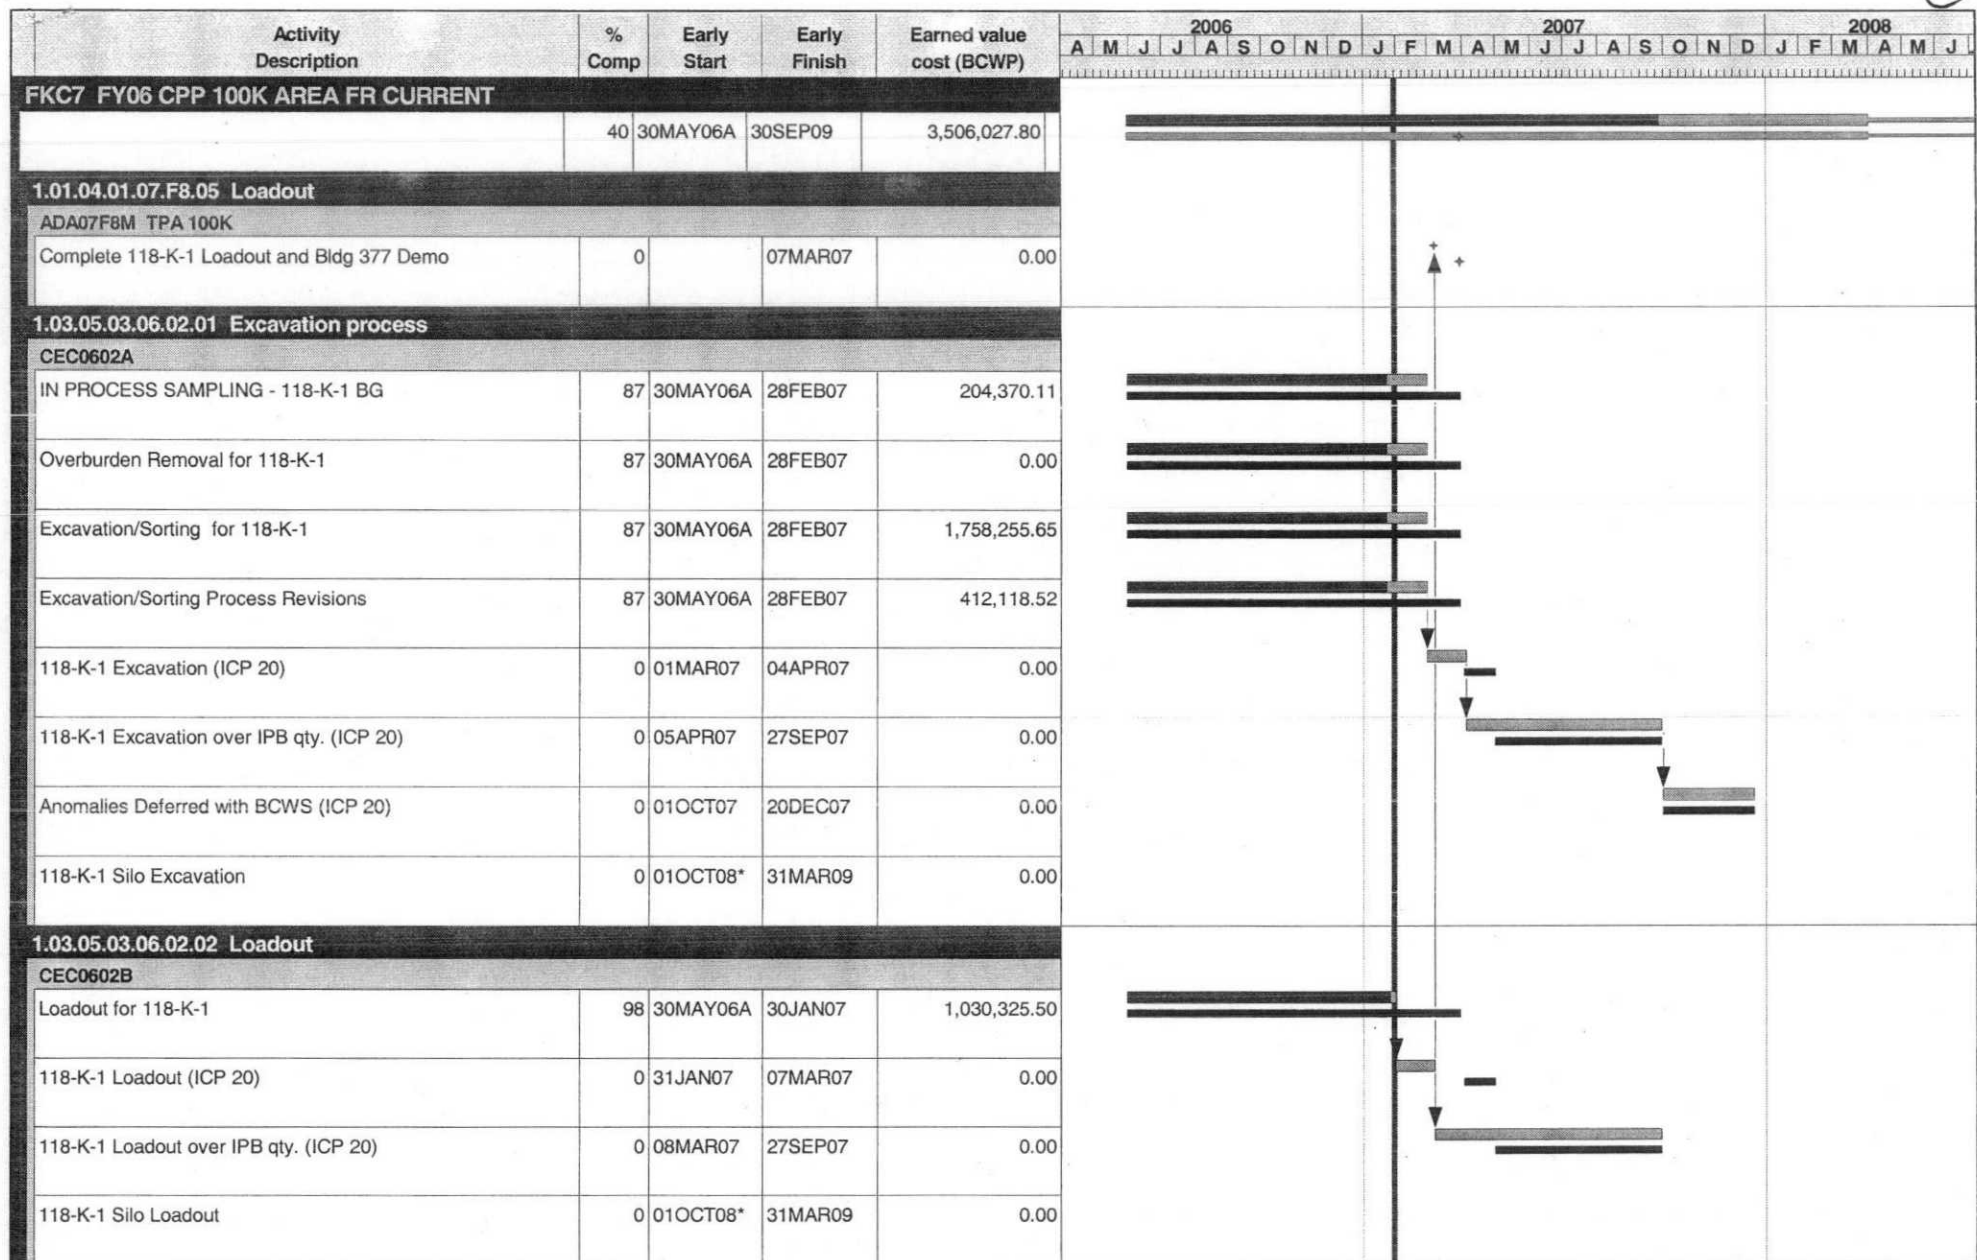 Activity % Early Early Earned value 2006 2007 2008
Description Comp Start Finish cost (BCWP) A M J J A S O N D J F M A M J J A S O N D J F M A M J
FKC7 FY06 CPP 100K AREA FR CURRENT
40 30MAY06A 30SEP09 3,506,027.80
1.01.04.01.07.F8.05 Loadout
ADA07F8M TPA 100K
Complete 118-K-1 Loadout and Bldg 377 Demo 0 07MAR07 0.00
1.03.05.03.06.02.01 Excavation process
CEC0602A
IN PROCESS SAMPLING - 118-K-1 BG 87 30MAY06A 28FEB07 204,370.11
Overburden Removal for 118-K-1 87 30MAY06A 28FEB07 0.00
Excavation/Sorting for 118-K-1 87 30MAY06A 28FEB07 1,758,255.65
Excavation/Sorting Process Revisions 87 30MAY06A 28FEB07 412,118.52
118-K-1 Excavation (ICP 20) 0 01MAR07 04APR07 0.00
118-K-1 Excavation over IPB qty. (ICP 20) 0 05APR07 27SEP07 0.00
Anomalies Deferred with BCWS (ICP 20) 0 01OCT07 20DEC07 0.00
118-K-1 Silo Excavation 0 01OCT08* 31MAR09 0.00
1.03.05.03.06.02.02 Loadout
CEC0602B
Loadout for 118-K-1 98 30MAY06A 30JAN07 1,030,325.50
118-K-1 Loadout (ICP 20) 0 31JAN07 07MAR07 0.00
118-K-1 Loadout over IPB qty. (ICP 20) 0 08MAR07 27SEP07 0.00
118-K-1 Silo Loadout 0 01OCT08* 31MAR09 0.00